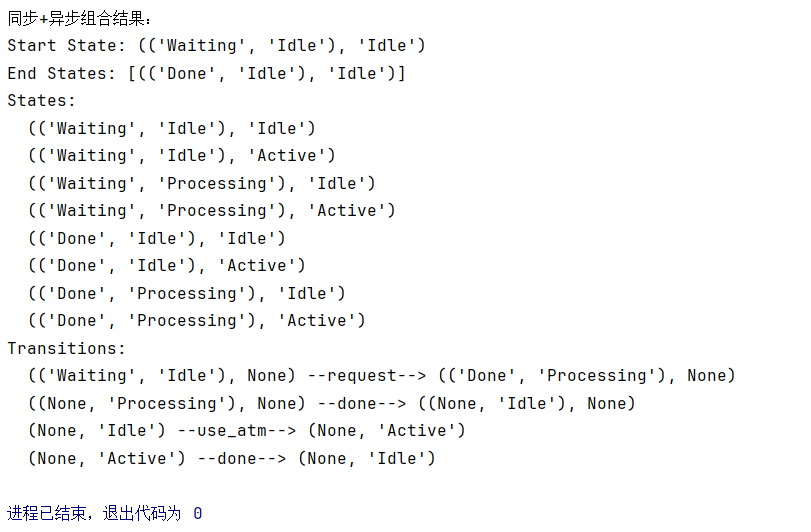 同步+异步组合结果：
Start State: (('Waiting', 'Idle'), 'Idle')
End States: [(('Done', 'Idle'), 'Idle')]
States:
  (('Waiting', 'Idle'), 'Idle')
  (('Waiting', 'Idle'), 'Active')
  (('Waiting', 'Processing'), 'Idle')
  (('Waiting', 'Processing'), 'Active')
  (('Done', 'Idle'), 'Idle')
  (('Done', 'Idle'), 'Active')
  (('Done', 'Processing'), 'Idle')
  (('Done', 'Processing'), 'Active')
Transitions:
  (('Waiting', 'Idle'), None) --request--> (('Done', 'Processing'), None)
  ((None, 'Processing'), None) --done--> ((None, 'Idle'), None)
  (None, 'Idle') --use_atm--> (None, 'Active')
  (None, 'Active') --done--> (None, 'Idle')
进程已结束，退出代码为 0